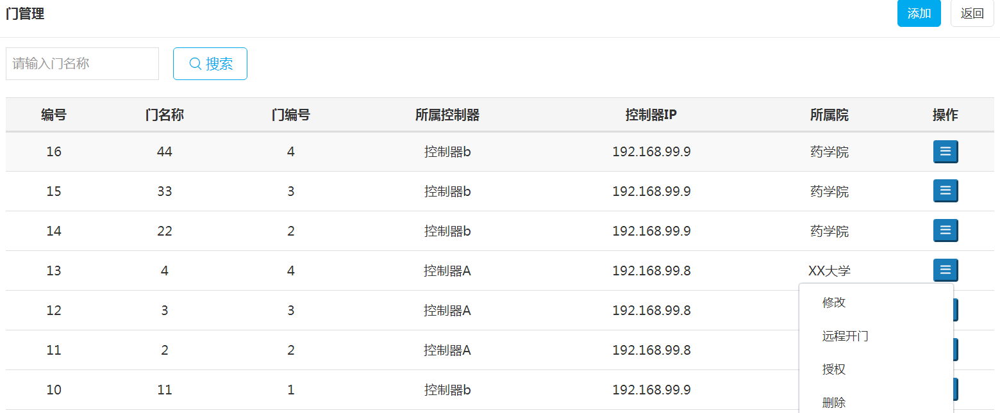 门管理 添加 返回
请输入门名称 搜索
编号 门名称 门编号 所属控制器 控制器IP 所属院 操作
16 44 4 控制器b 192.168.99.9 药学院
15 33 3 控制器b 192.168.99.9 药学院
14 22 2 控制器b 192.168.99.9 药学院
13 4 4 控制器A 192.168.99.8 XX大学
修改
12 3 3 控制器A 192.168.99.8
远程开门
11 2 2 控制器A 192.168.99.8
授权
10 11 1 控制器b 192.168.99.9
删除